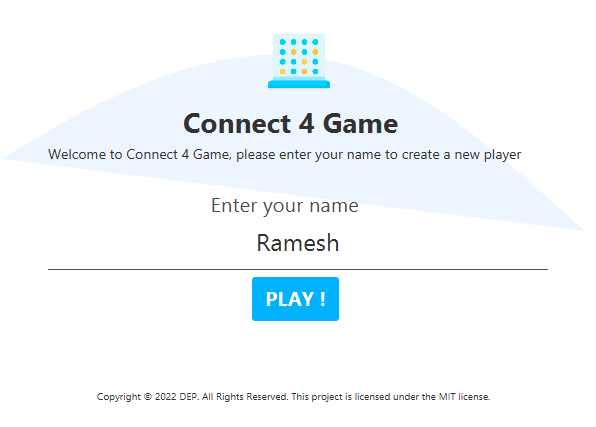 Connect 4 Game
Welcome to Connect 4 Game, please enter your name to create a new player
Enter your name
Ramesh
PLAY !
Copyright © 2022 DEP. All Rights Reserved. This project is licensed under the MIT license.